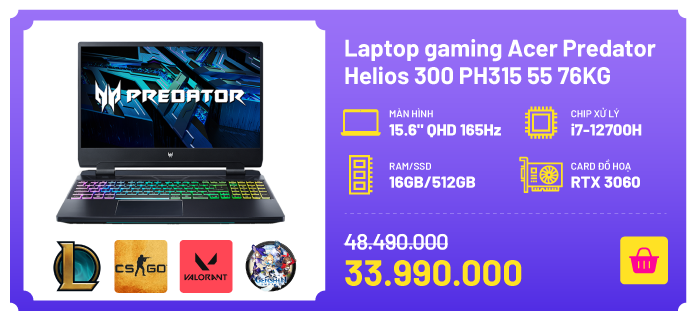 Laptop gaming Acer Predator
Helios 300 PH315 55 76KG
PREDATOR
MÀN HÌNH
15.6" QHD 165Hz
CHIP XỬ LÝ
i7-12700H
RAM/SSD
16GB/512GB
CARD ĐỒ HOẠ
RTX 3060
48.490.000
33.990.000
L
CS GO
VALORANT
GENSHIN